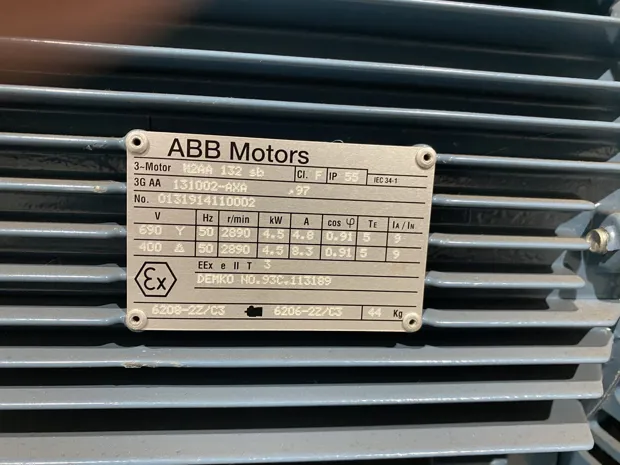 ABB Motors
3~Motor M2AA 132 sb Cl. F IP 55 IEC 34-1
3G AA 131002-AXA .97
No. 0131914110002
V Hz r/min kW A cos φ TE IA / IN
690 Y 50 2890 4.5 4.8 0.91 5 9
400 Δ 50 2890 4.5 8.3 0.91 5 9
EEx e II T 3
Ex DEMKO NO.93C.113189
6208-2Z/C3 6206-2Z/C3 44 Kg